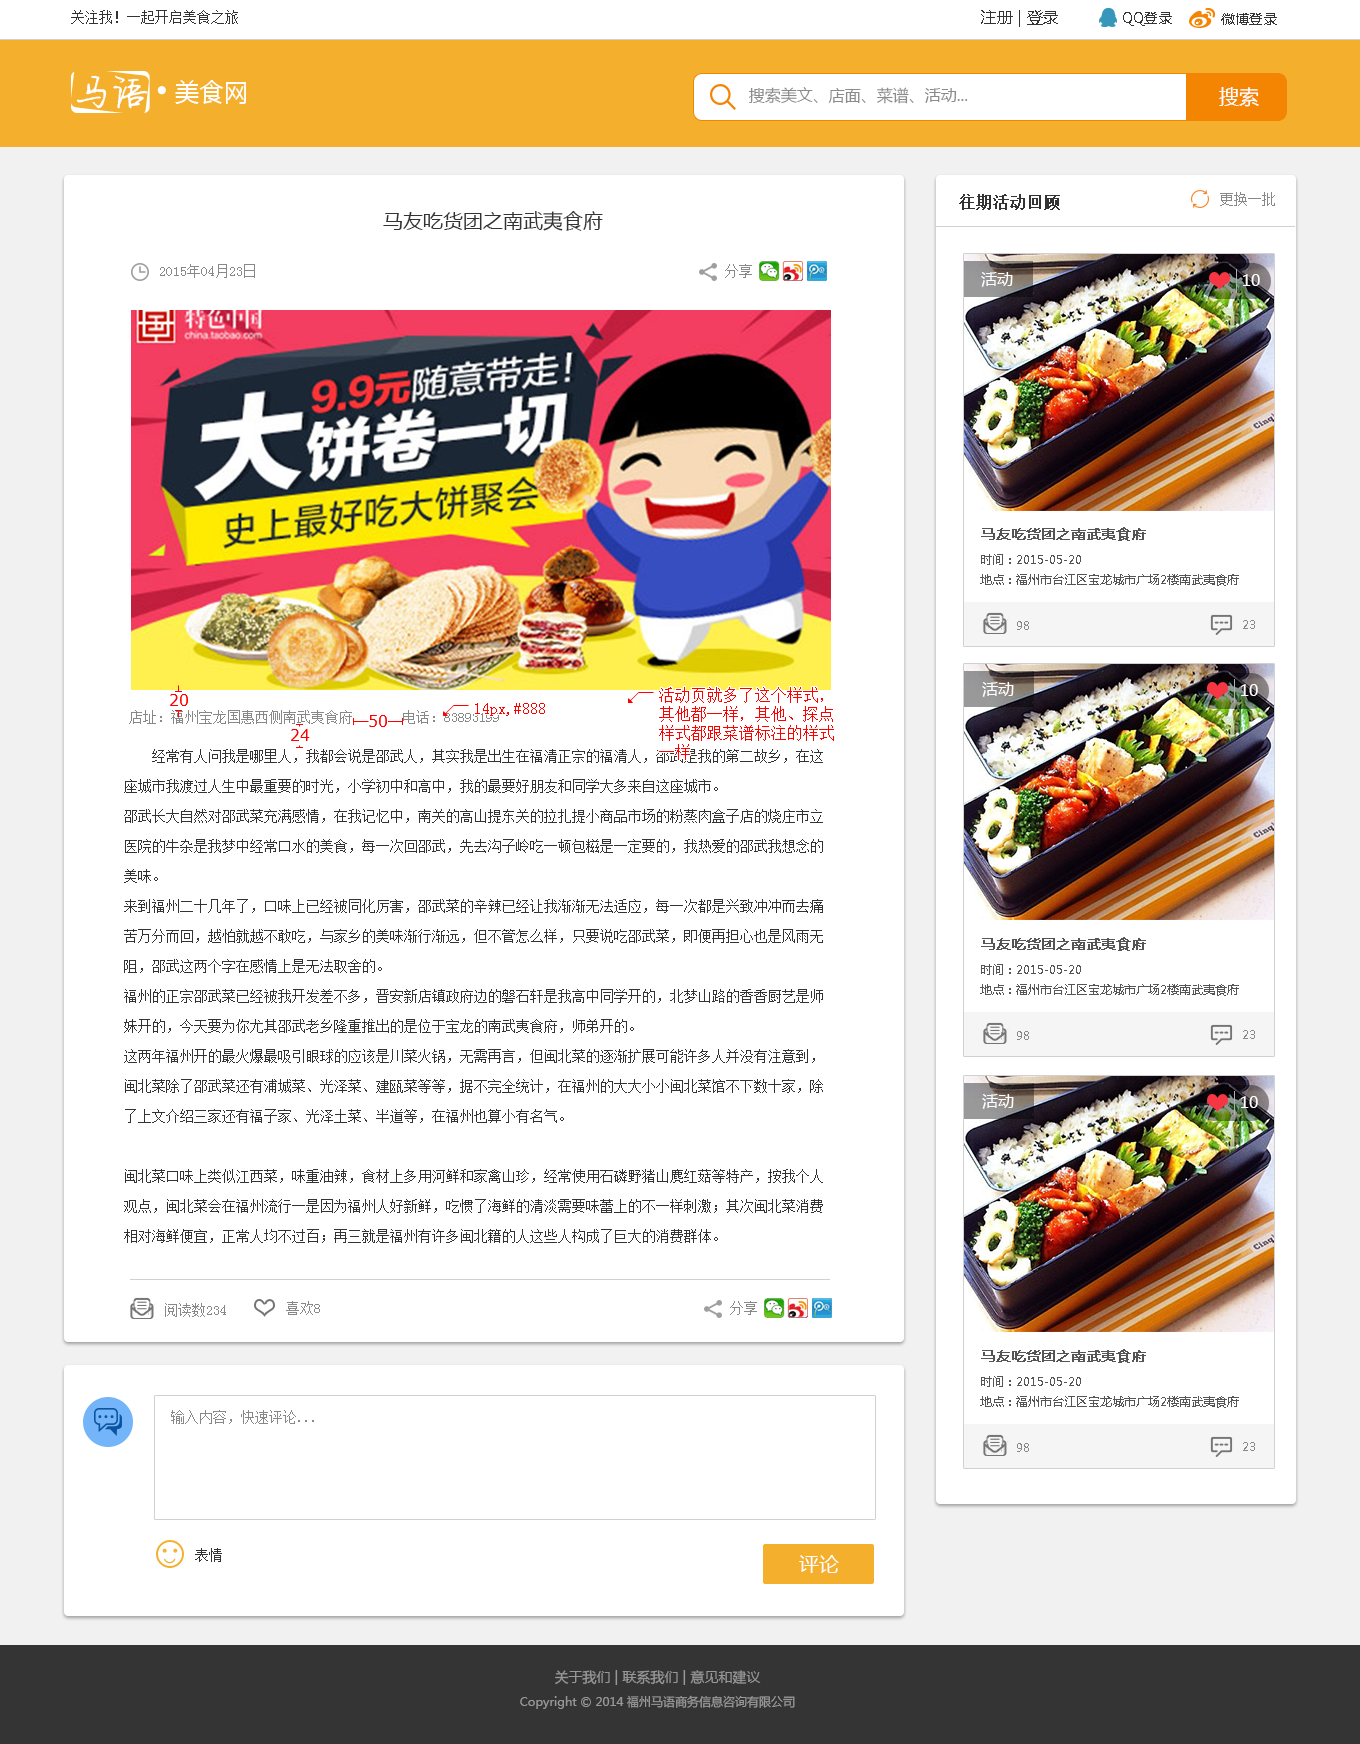 关注我！一起开启美食之旅
注册 | 登录
QQ登录
微博登录
马语·美食网
搜索美文、店面、菜谱、活动...
搜索
马友吃货团之南武夷食府
2015年04月23日
分享
特色中国
china.taobao.com
9.9元随意带走！
大饼卷一切
史上最好吃大饼聚会
20
店址：福州宝龙国惠西侧南武夷食府
50
电话：83893199
14px,#888
24
活动页就多了这个样式，
其他都一样，其他、探点
样式都跟菜谱标注的样式
一样
经常有人问我是哪里人，我都会说是邵武人，其实我是出生在福清正宗的福清人，邵武是我的第二故乡，在这
座城市我渡过人生中最重要的时光，小学初中和高中，我的最要好朋友和同学大多来自这座城市。
邵武长大自然对邵武菜充满感情，在我记忆中，南关的高山提东关的拉扎提小商品市场的粉蒸肉盒子店的烧庄市立
医院的牛杂是我梦中经常口水的美食，每一次回邵武，先去沟子岭吃一顿包糍是一定要的，我热爱的邵武我想念的
美味。
来到福州二十几年了，口味上已经被同化厉害，邵武菜的辛辣已经让我渐渐无法适应，每一次都是兴致冲冲而去痛
苦万分而回，越怕就越不敢吃，与家乡的美味渐行渐远，但不管怎么样，只要说吃邵武菜，即便再担心也是风雨无
阻，邵武这两个字在感情上是无法取舍的。
福州的正宗邵武菜已经被我开发差不多，晋安新店镇政府边的磐石轩是我高中同学开的，北梦山路的香香厨艺是师
妹开的，今天要为你尤其邵武老乡隆重推出的是位于宝龙的南武夷食府，师弟开的。
这两年福州开的最火爆最吸引眼球的应该是川菜火锅，无需再言，但闽北菜的逐渐扩展可能许多人并没有注意到，
闽北菜除了邵武菜还有浦城菜、光泽菜、建瓯菜等等，据不完全统计，在福州的大大小小闽北菜馆不下数十家，除
了上文介绍三家还有福子家、光泽土菜、半道等，在福州也算小有名气。
闽北菜口味上类似江西菜，味重油辣，食材上多用河鲜和家禽山珍，经常使用石磷野猪山麂红菇等特产，按我个人
观点，闽北菜会在福州流行一是因为福州人好新鲜，吃惯了海鲜的清淡需要味蕾上的不一样刺激；其次闽北菜消费
相对海鲜便宜，正常人均不过百；再三就是福州有许多闽北籍的人这些人构成了巨大的消费群体。
阅读数234
喜欢8
分享
输入内容，快速评论...
表情
评论
往期活动回顾
更换一批
活动
10
马友吃货团之南武夷食府
时间：2015-05-20
地点：福州市台江区宝龙城市广场2楼南武夷食府
98
23
活动
10
马友吃货团之南武夷食府
时间：2015-05-20
地点：福州市台江区宝龙城市广场2楼南武夷食府
98
23
活动
10
马友吃货团之南武夷食府
时间：2015-05-20
地点：福州市台江区宝龙城市广场2楼南武夷食府
98
23
关于我们 | 联系我们 | 意见和建议
Copyright © 2014 福州马语商务信息咨询有限公司